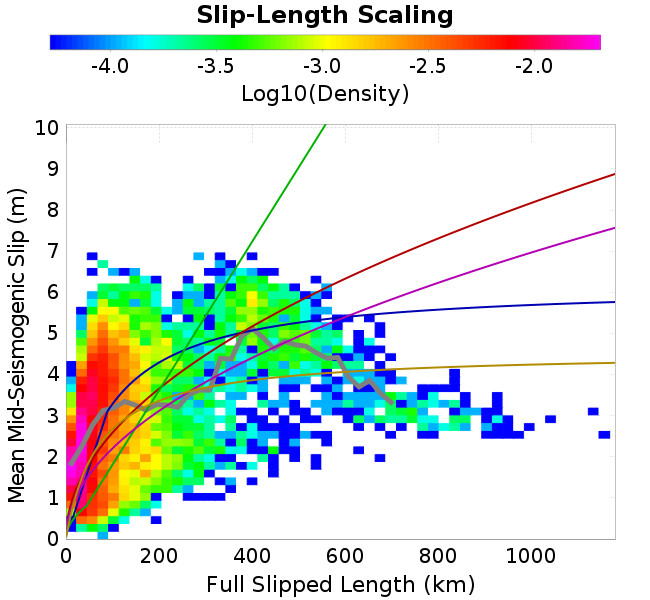 Slip-Length Scaling
-4.0 -3.5 -3.0 -2.5 -2.0
Log10(Density)
10
9
8
7
6
5
4
3
2
1
0
Mean Mid-Seismogenic Slip (m)
0 200 400 600 800 1000
Full Slipped Length (km)